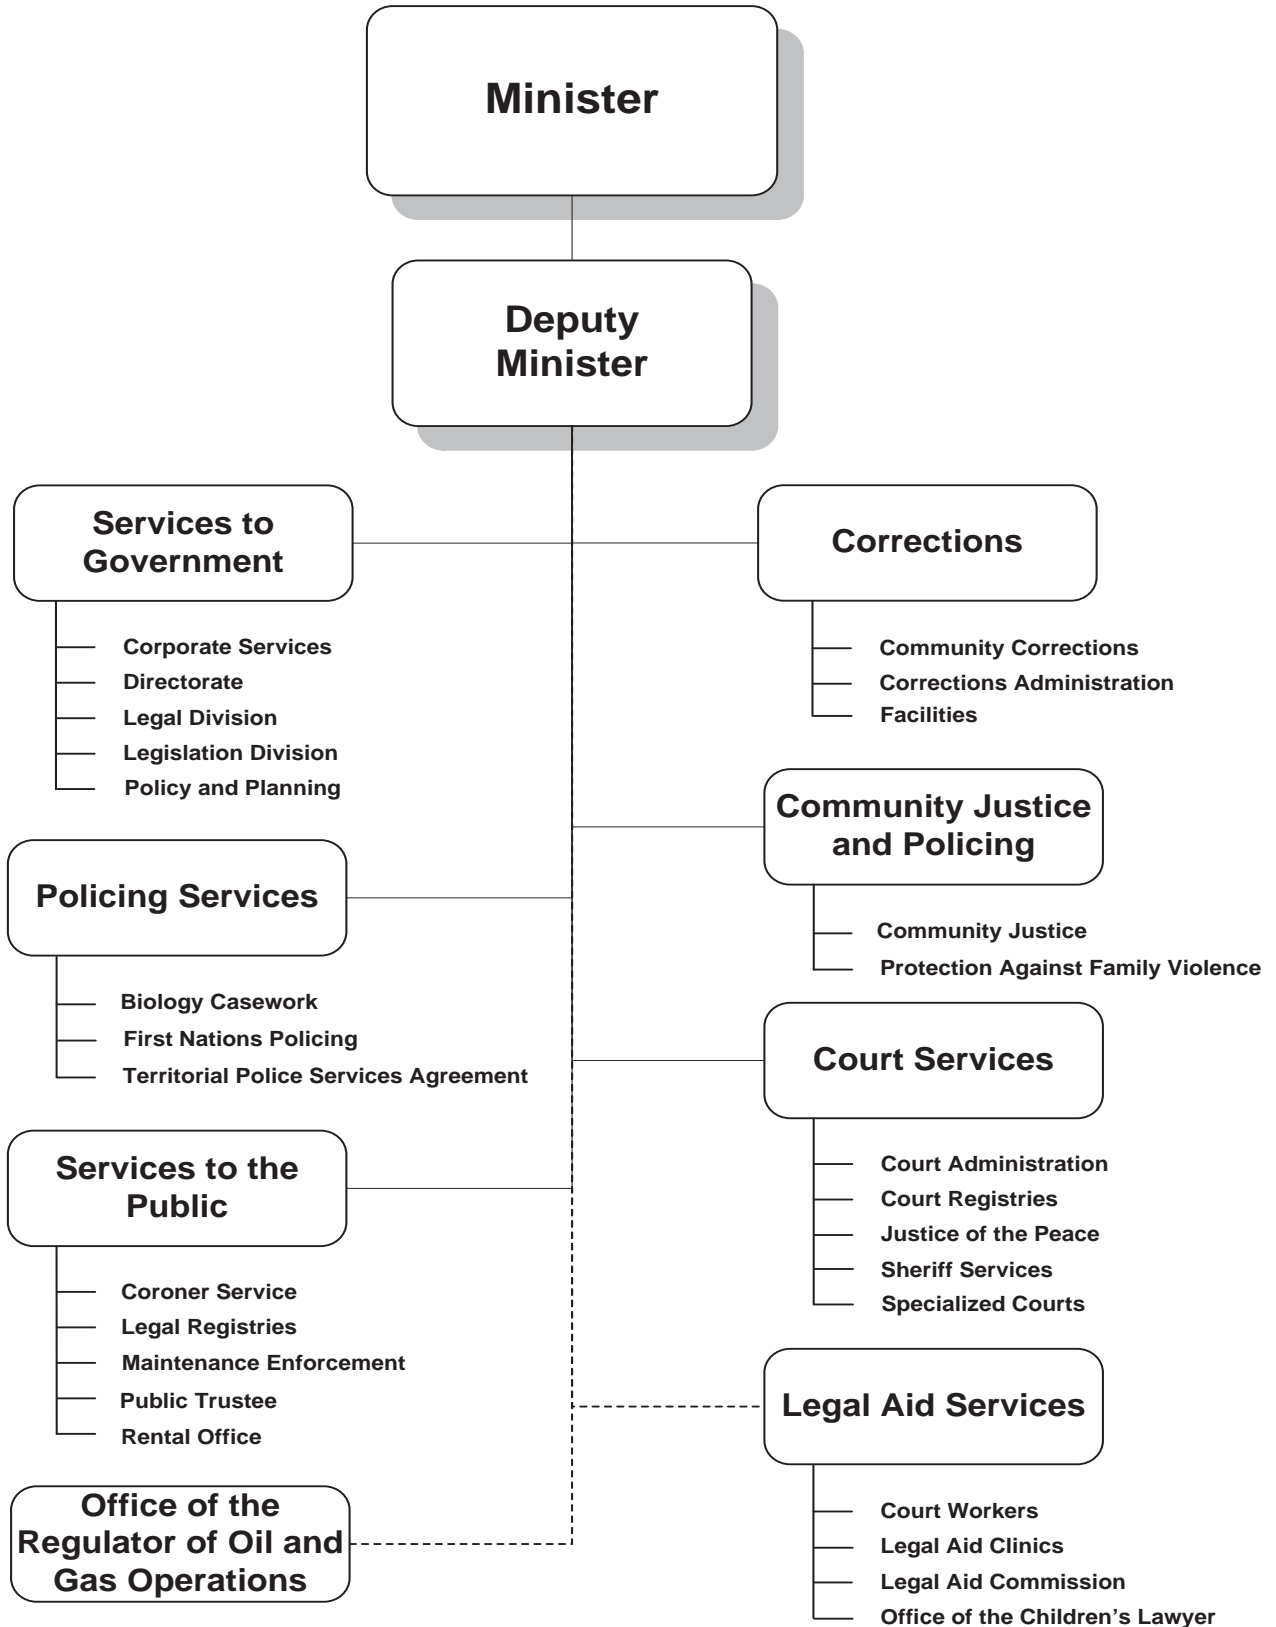 Minister
Deputy
Minister
Services to
Government
Corporate Services
Directorate
Legal Division
Legislation Division
Policy and Planning
Policing Services
Biology Casework
First Nations Policing
Territorial Police Services Agreement
Services to the
Public
Coroner Service
Legal Registries
Maintenance Enforcement
Public Trustee
Rental Office
Office of the
Regulator of Oil and
Gas Operations
Corrections
Community Corrections
Corrections Administration
Facilities
Community Justice
and Policing
Community Justice
Protection Against Family Violence
Court Services
Court Administration
Court Registries
Justice of the Peace
Sheriff Services
Specialized Courts
Legal Aid Services
Court Workers
Legal Aid Clinics
Legal Aid Commission
Office of the Children’s Lawyer